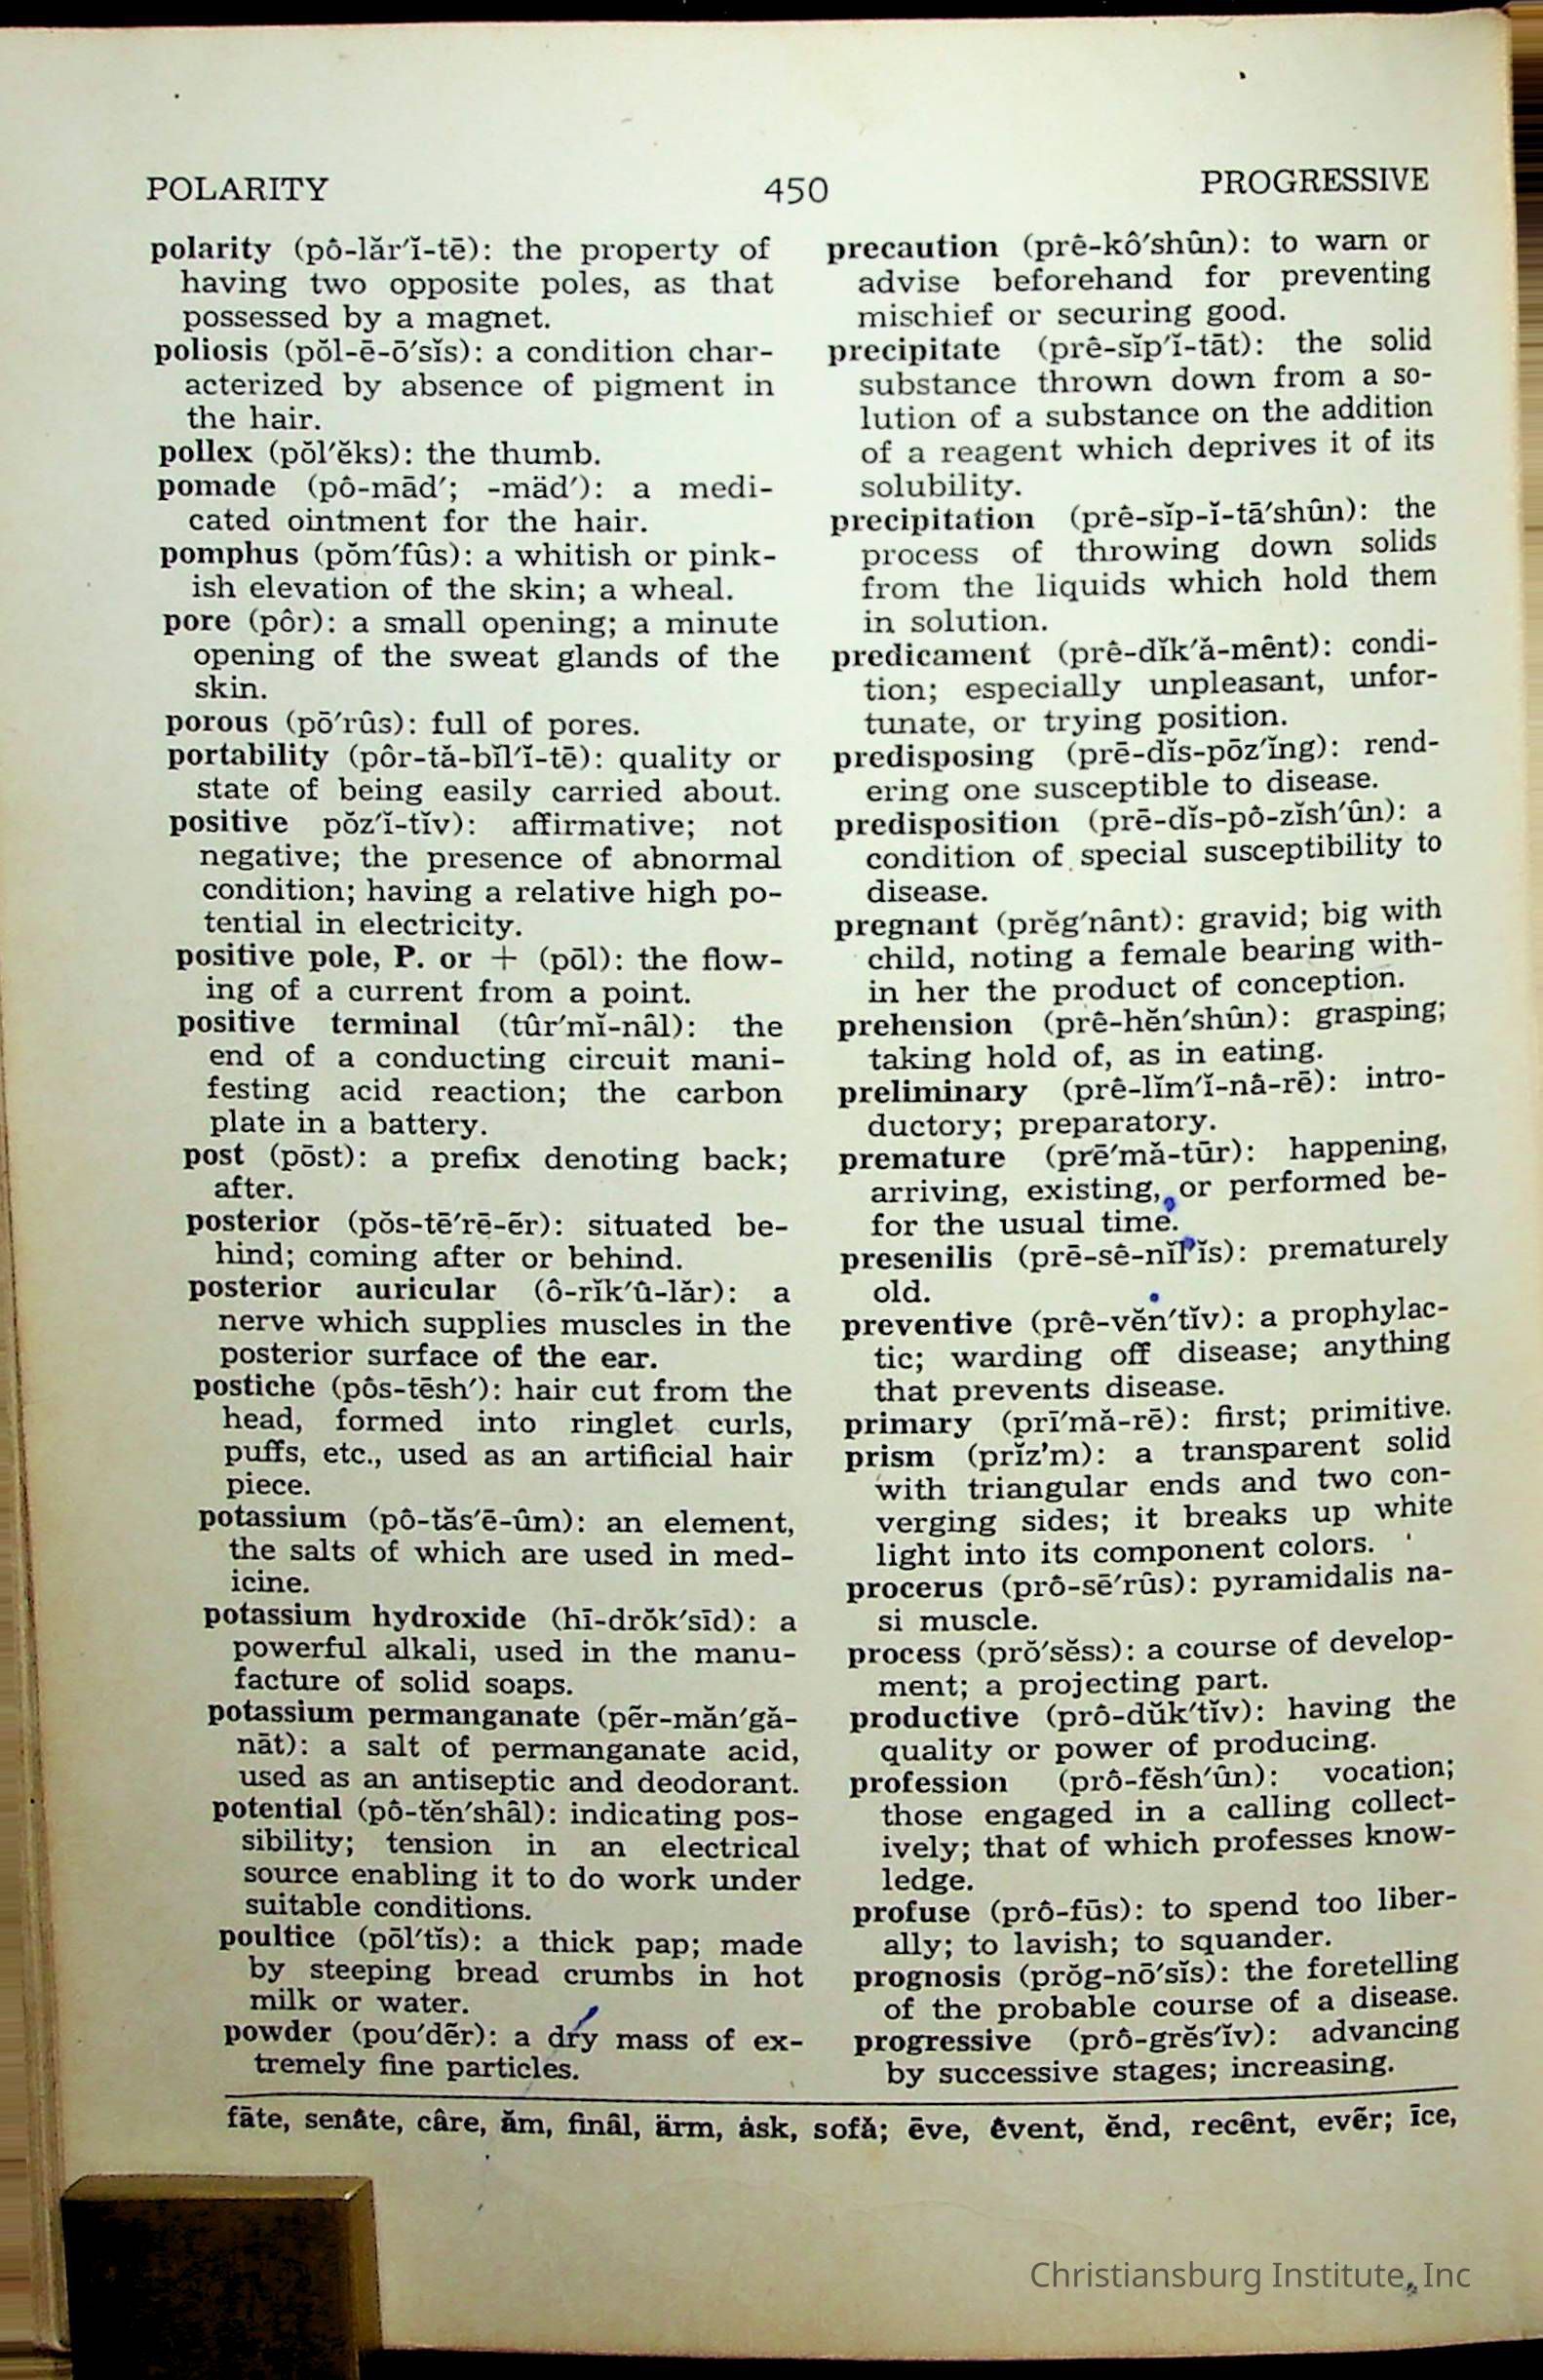 POLARITY 450 PROGRESSIVE
polarity (pô-lăr′ĭ-tē): the property of
having two opposite poles, as that
possessed by a magnet.
poliosis (pŏl-ē-ō′sĭs): a condition char-
acterized by absence of pigment in
the hair.
pollex (pŏl′ĕks): the thumb.
pomade (pô-mād′; -mäd′): a medi-
cated ointment for the hair.
pomphus (pŏm′fûs): a whitish or pink-
ish elevation of the skin; a wheal.
pore (pôr): a small opening; a minute
opening of the sweat glands of the
skin.
porous (pō′rûs): full of pores.
portability (pôr-tă-bĭl′ĭ-tē): quality or
state of being easily carried about.
positive pŏz′ĭ-tĭv): affirmative; not
negative; the presence of abnormal
condition; having a relative high po-
tential in electricity.
positive pole, P. or + (pōl): the flow-
ing of a current from a point.
positive terminal (tûr′mĭ-nâl): the
end of a conducting circuit mani-
festing acid reaction; the carbon
plate in a battery.
post (pōst): a prefix denoting back;
after.
posterior (pŏs-tē′rē-ẽr): situated be-
hind; coming after or behind.
posterior auricular (ô-rĭk′û-lăr): a
nerve which supplies muscles in the
posterior surface of the ear.
postiche (pôs-tēsh′): hair cut from the
head, formed into ringlet curls,
puffs, etc., used as an artificial hair
piece.
potassium (pô-tăs′ē-ûm): an element,
the salts of which are used in med-
icine.
potassium hydroxide (hī-drŏk′sīd): a
powerful alkali, used in the manu-
facture of solid soaps.
potassium permanganate (pẽr-măn′gă-
nāt): a salt of permanganate acid,
used as an antiseptic and deodorant.
potential (pô-tĕn′shâl): indicating pos-
sibility; tension in an electrical
source enabling it to do work under
suitable conditions.
poultice (pōl′tĭs): a thick pap; made
by steeping bread crumbs in hot
milk or water.
powder (pou′dẽr): a dry mass of ex-
tremely fine particles.
precaution (prê-kô′shûn): to warn or
advise beforehand for preventing
mischief or securing good.
precipitate (prê-sĭp′ĭ-tāt): the solid
substance thrown down from a so-
lution of a substance on the addition
of a reagent which deprives it of its
solubility.
precipitation (prê-sĭp-ĭ-tā′shûn): the
process of throwing down solids
from the liquids which hold them
in solution.
predicament (prê-dĭk′ă-mênt): condi-
tion; especially unpleasant, unfor-
tunate, or trying position.
predisposing (prē-dĭs-pōz′ĭng): rend-
ering one susceptible to disease.
predisposition (prē-dĭs-pô-zĭsh′ûn): a
condition of special susceptibility to
disease.
pregnant (prĕg′nânt): gravid; big with
child, noting a female bearing with-
in her the product of conception.
prehension (prê-hĕn′shûn): grasping;
taking hold of, as in eating.
preliminary (prê-lĭm′ĭ-nâ-rē): intro-
ductory; preparatory.
premature (prē′mă-tūr): happening,
arriving, existing, or performed be-
for the usual time.
presenilis (prē-sê-nĭl′ĭs): prematurely
old.
preventive (prê-vĕn′tĭv): a prophylac-
tic; warding off disease; anything
that prevents disease.
primary (prī′mă-rē): first; primitive.
prism (prĭz'm): a transparent solid
with triangular ends and two con-
verging sides; it breaks up white
light into its component colors.
procerus (prô-sē′rûs): pyramidalis na-
si muscle.
process (prŏ′sĕss): a course of develop-
ment; a projecting part.
productive (prô-dŭk′tĭv): having the
quality or power of producing.
profession (prô-fĕsh′ûn): vocation;
those engaged in a calling collect-
ively; that of which professes know-
ledge.
profuse (prô-fūs): to spend too liber-
ally; to lavish; to squander.
prognosis (prŏg-nō′sĭs): the foretelling
of the probable course of a disease.
progressive (prô-grĕs′ĭv): advancing
by successive stages; increasing.
fāte, senâte, câre, ăm, finâl, ärm, ȧsk, sofă; ēve, êvent, ĕnd, recênt, evẽr; īce,
Christiansburg Institute, Inc